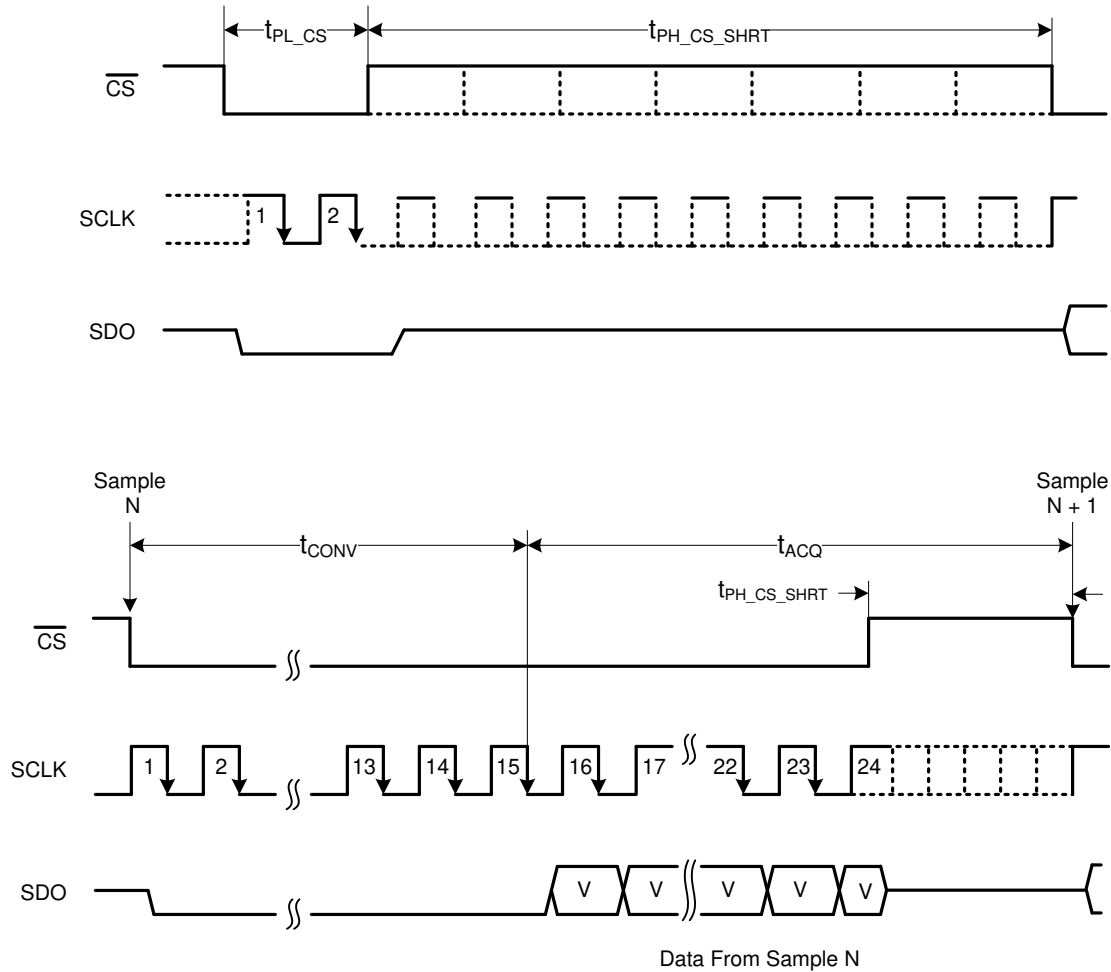 tPL_CS tPH_CS_SHRT
CS
SCLK 1 2
SDO
Sample N
Sample N + 1
tCONV tACQ
tPH_CS_SHRT
CS
SCLK 1 2 13 14 15 16 17 22 23 24
SDO V V V V V
Data From Sample N